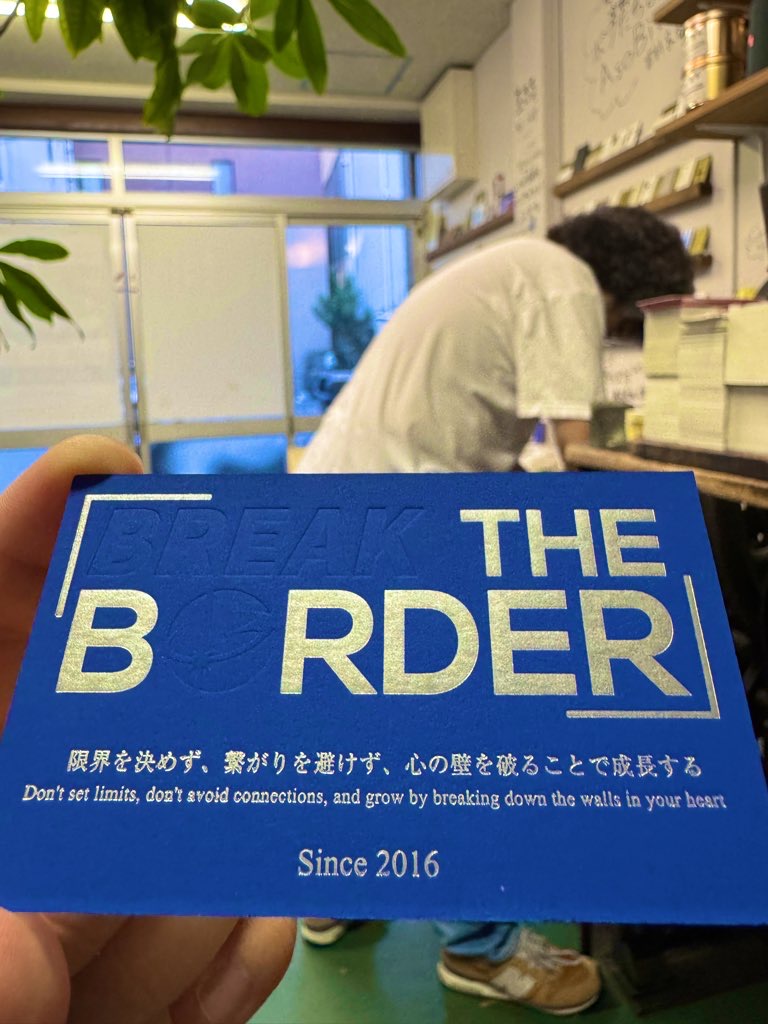 BREAK THE
BORDER
限界を決めず、繋がりを避けず、心の壁を破ることで成長する
Don't set limits, don't avoid connections, and grow by breaking down the walls in your heart
Since 2016